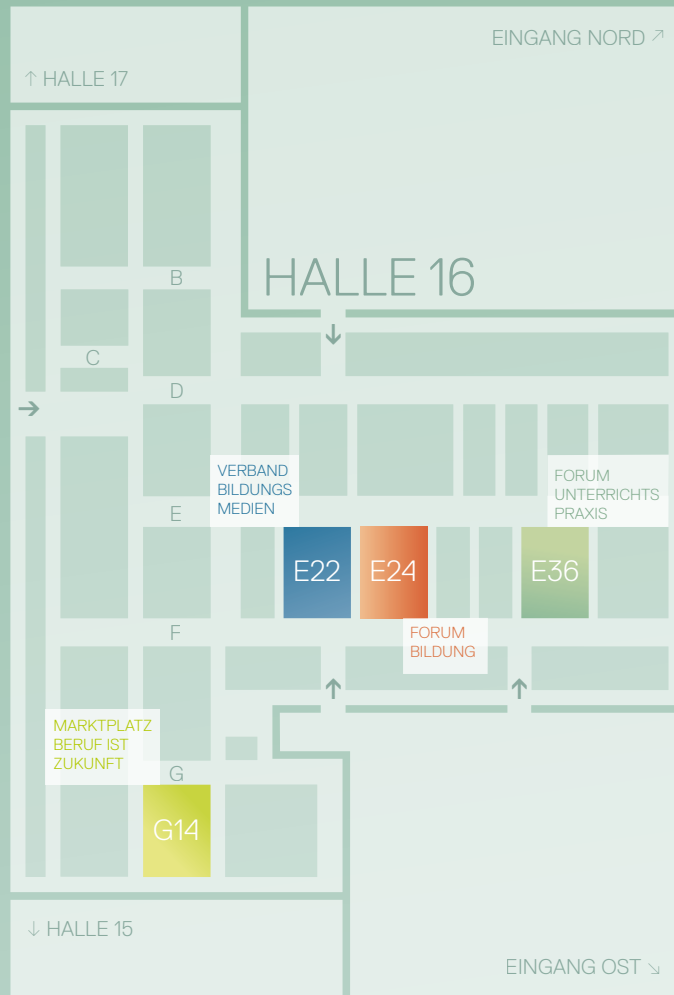 EINGANG NORD ↗
↑ HALLE 17
HALLE 16
B
C
D
VERBAND
BILDUNGS
MEDIEN
FORUM
UNTERRICHTS
PRAXIS
E
E22
E24
E36
F
FORUM
BILDUNG
MARKTPLATZ
BERUF IST
ZUKUNFT
G
G14
↓ HALLE 15
EINGANG OST ↘